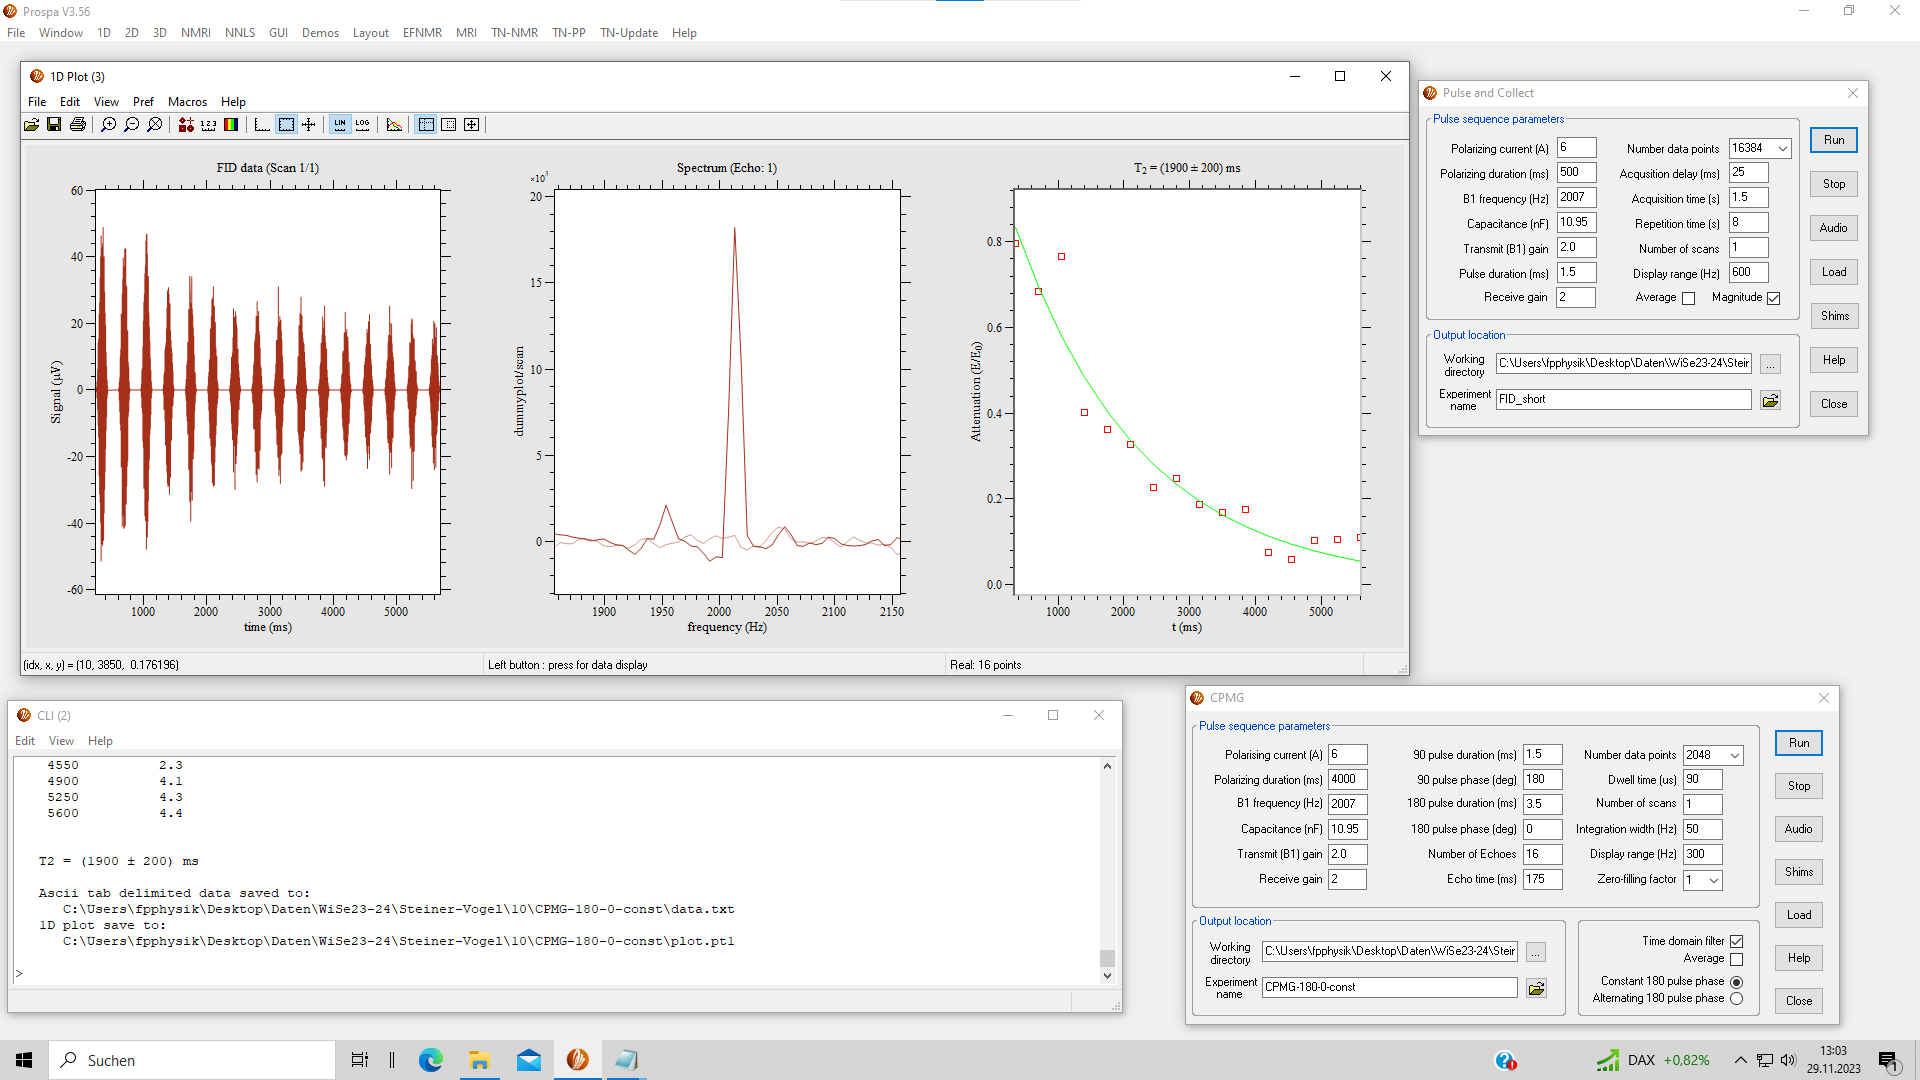 Prospa V3.56
File Window 1D 2D 3D NMRI NNLS GUI Demos Layout EFNMR MRI TN-NMR TN-PP TN-Update Help
1D Plot (3)
File Edit View Pref Macros Help
1 2 3
LIN
LOG
FID data (Scan 1/1)
60
40
20
0
-20
-40
-60
Signal (µV)
1000 2000 3000 4000 5000
time (ms)
Spectrum (Echo: 1)
×10³
20
15
10
5
0
dummyplot/scan
1900 1950 2000 2050 2100 2150
frequency (Hz)
T₂ = (1900 ± 200) ms
0.8
0.6
0.4
0.2
0.0
Attenuation (E/E₀)
1000 2000 3000 4000 5000
t (ms)
(idx, x, y) = (10, 3850, 0.176196)
Left button : press for data display
Real: 16 points
Pulse and Collect
Pulse sequence parameters
Polarizing current (A) 6 Number data points 16384
Polarizing duration (ms) 500 Acqusition delay (ms) 25
B1 frequency (Hz) 2007 Acquisition time (s) 1.5
Capacitance (nF) 10.95 Repetition time (s) 8
Transmit (B1) gain 2.0 Number of scans 1
Pulse duration (ms) 1.5 Display range (Hz) 600
Receive gain 2 Average Magnitude
Output location
Working directory C:\Users\fpphysik\Desktop\Daten\WiSe23-24\Steir ...
Experiment name FID_short
Run
Stop
Audio
Load
Shims
Help
Close
CLI (2)
Edit View Help
4550 2.3
4900 4.1
5250 4.3
5600 4.4
T2 = (1900 ± 200) ms
Ascii tab delimited data saved to:
C:\Users\fpphysik\Desktop\Daten\WiSe23-24\Steiner-Vogel\10\CPMG-180-0-const\data.txt
1D plot save to:
C:\Users\fpphysik\Desktop\Daten\WiSe23-24\Steiner-Vogel\10\CPMG-180-0-const\plot.pt1
>
CPMG
Pulse sequence parameters
Polarising current (A) 6 90 pulse duration (ms) 1.5 Number data points 2048
Polarizing duration (ms) 4000 90 pulse phase (deg) 180 Dwell time (us) 90
B1 frequency (Hz) 2007 180 pulse duration (ms) 3.5 Number of scans 1
Capacitance (nF) 10.95 180 pulse phase (deg) 0 Integration width (Hz) 50
Transmit (B1) gain 2.0 Number of Echoes 16 Display range (Hz) 300
Receive gain 2 Echo time (ms) 175 Zero-filling factor 1
Output location
Working directory C:\Users\fpphysik\Desktop\Daten\WiSe23-24\Steir ...
Experiment name CPMG-180-0-const
Time domain filter
Average
Constant 180 pulse phase
Alternating 180 pulse phase
Run
Stop
Audio
Shims
Load
Help
Close
Suchen
DAX +0,82%
13:03
29.11.2023
1